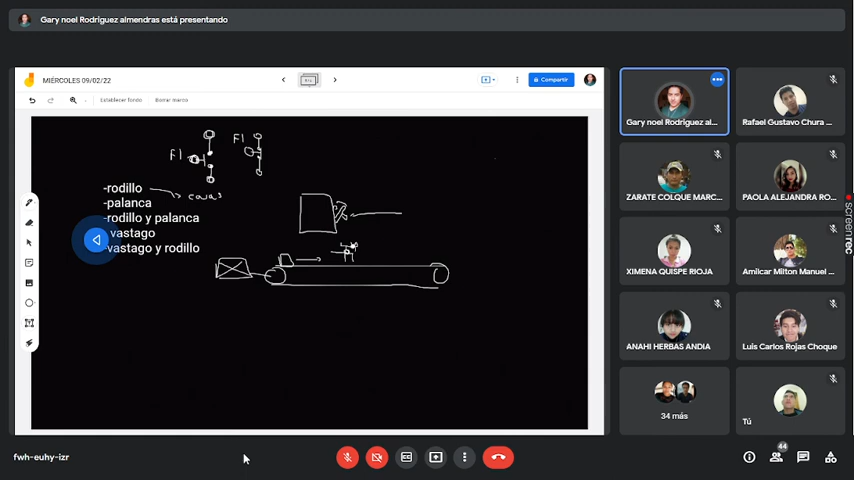 Gary noel Rodriguez almendras está presentando
MIÉRCOLES 09/02/22
Compartir
Establecer fondo
Borrar marco
F1
F1
-rodillo
cavas
-palanca
-rodillo y palanca
vastago
vastago y rodillo
Gary noel Rodriguez al...
Rafael Gustavo Chura ...
ZARATE COLQUE MARC...
PAOLA ALEJANDRA RO...
XIMENA QUISPE RIOJA
Amilcar Milton Manuel ...
ANAHI HERBAS ANDIA
Luis Carlos Rojas Choque
34 más
Tú
fwh-euhy-izr
44
screenrec